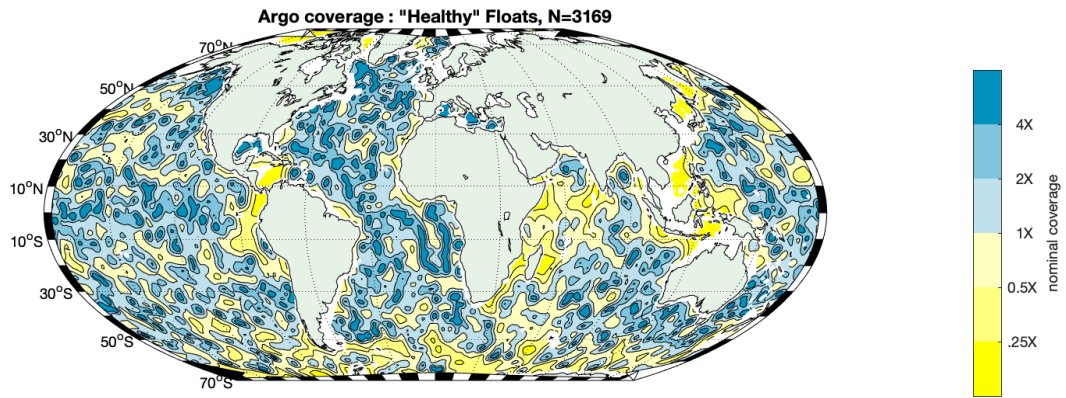 Argo coverage : "Healthy" Floats, N=3169
70°N
50°N
30°N
10°N
10°S
30°S
50°S
70°S
4X
2X
1X
0.5X
.25X
nominal coverage